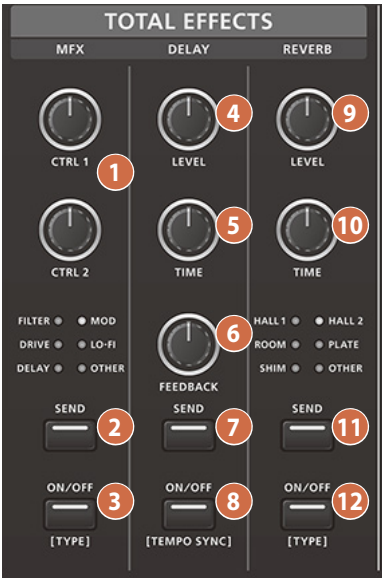 TOTAL EFFECTS
MFX DELAY REVERB
CTRL 1 1 LEVEL 4 LEVEL 9
CTRL 2 TIME 5 TIME 10
FILTER MOD
DRIVE LO-FI
DELAY OTHER
FEEDBACK 6
HALL 1 HALL 2
ROOM PLATE
SHIM OTHER
SEND 2 SEND 7 SEND 11
ON/OFF 3 ON/OFF 8 ON/OFF 12
[TYPE] [TEMPO SYNC] [TYPE]